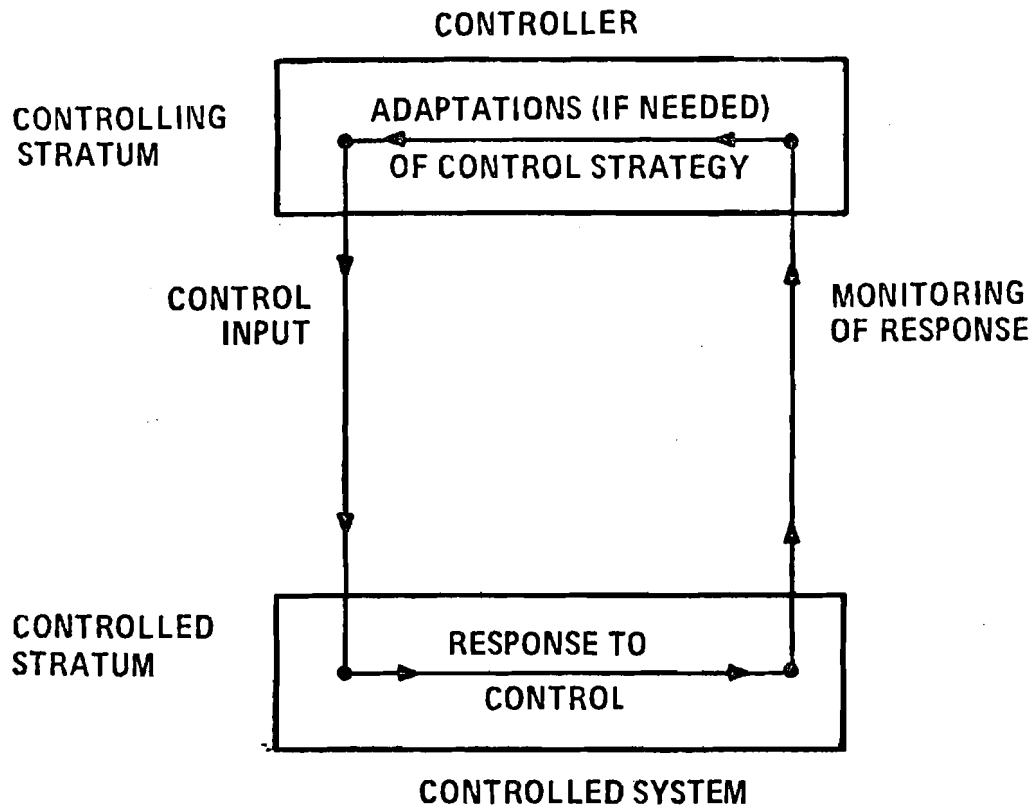 CONTROLLER
CONTROLLING
STRATUM
ADAPTATIONS (IF NEEDED)
OF CONTROL STRATEGY
CONTROL
INPUT
MONITORING
OF RESPONSE
CONTROLLED
STRATUM
RESPONSE TO
CONTROL
CONTROLLED SYSTEM